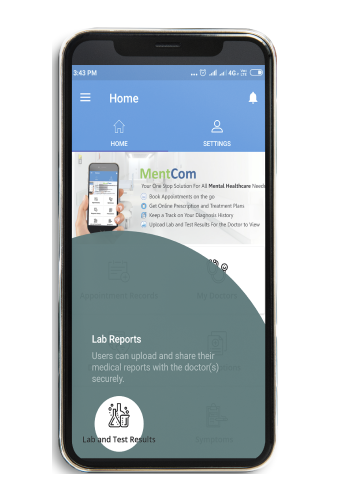 3:43 PM
4G+
Home
HOME
SETTINGS
MentCom
Your One Stop Solution For All Mental Healthcare Needs
Book Appointments on the go
Get Online Prescription and Treatment Plans
Keep a Track on Your Diagnosis History
Upload Lab and Test Results For the Doctor to View
Lab Reports
Users can upload and share their
medical reports with the doctor(s)
securely.
Lab and Test Results